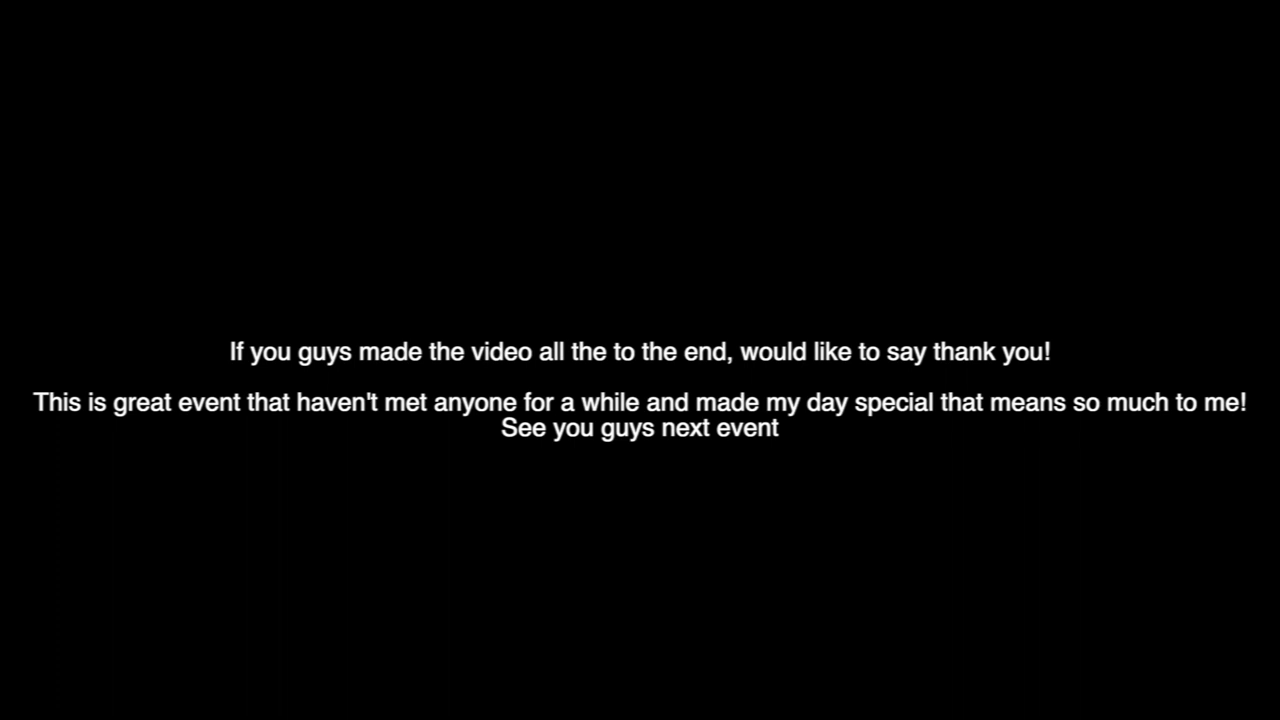 If you guys made the video all the to the end, would like to say thank you!
This is great event that haven't met anyone for a while and made my day special that means so much to me!
See you guys next event